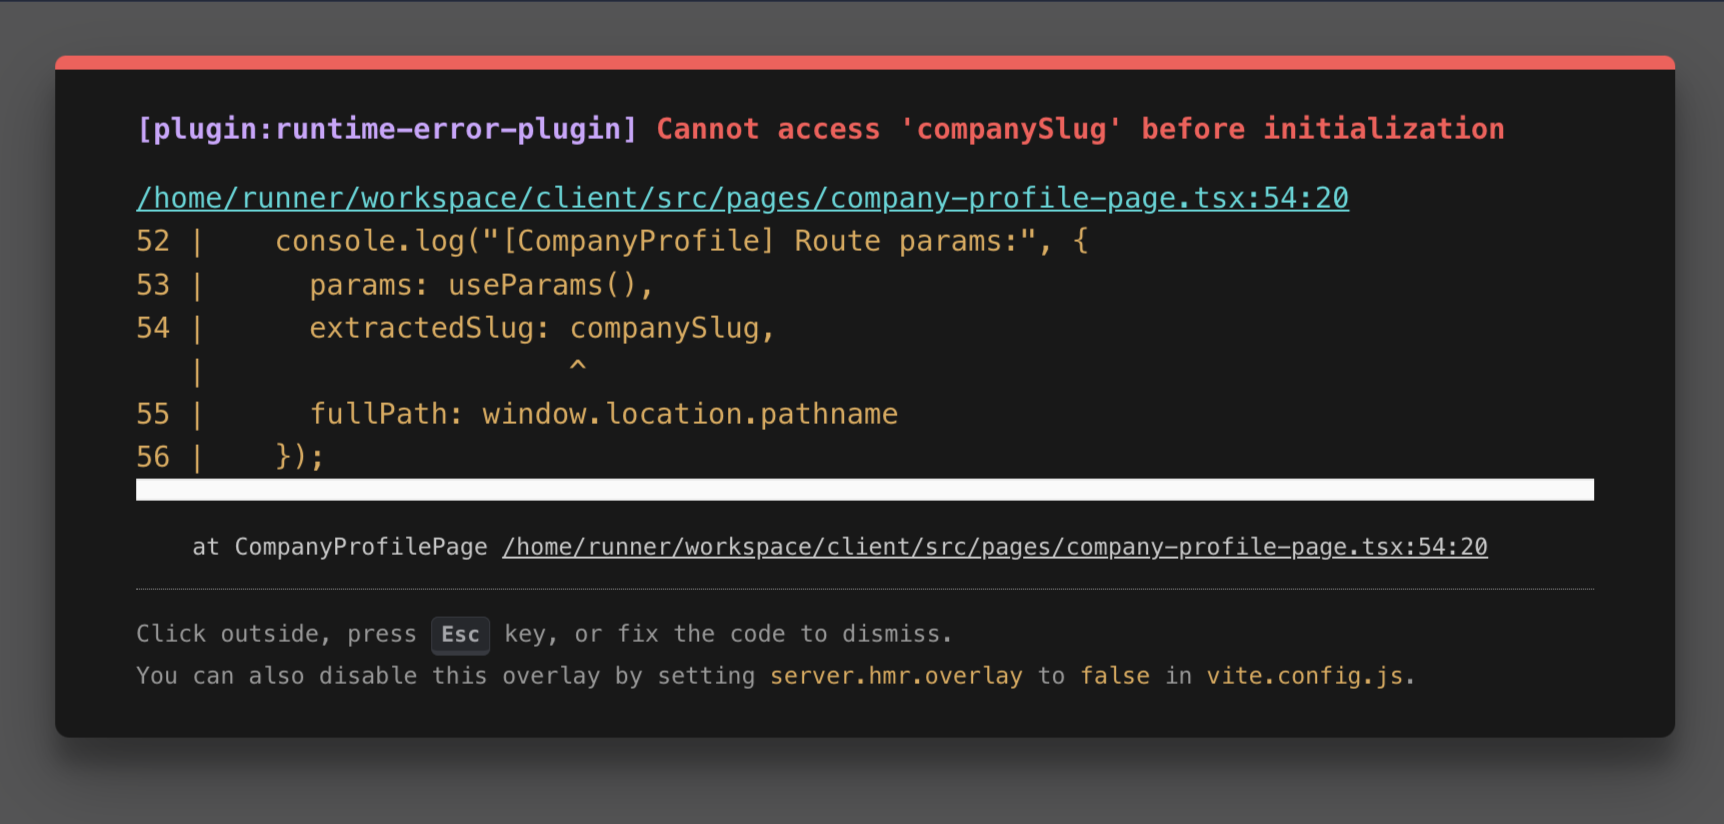 [plugin:runtime-error-plugin] Cannot access 'companySlug' before initialization
/home/runner/workspace/client/src/pages/company-profile-page.tsx:54:20
52 |    console.log("[CompanyProfile] Route params:", {
53 |      params: useParams(),
54 |      extractedSlug: companySlug,
   |                     ^
55 |      fullPath: window.location.pathname
56 |    });
at CompanyProfilePage /home/runner/workspace/client/src/pages/company-profile-page.tsx:54:20
Click outside, press Esc key, or fix the code to dismiss.
You can also disable this overlay by setting server.hmr.overlay to false in vite.config.js.